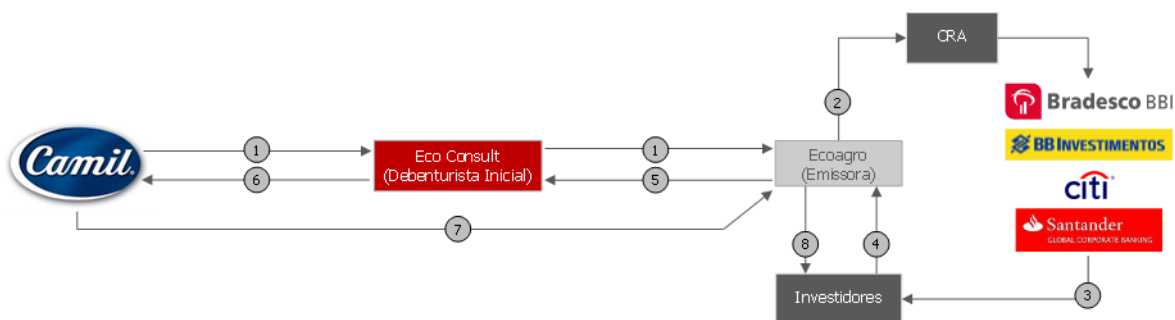 CRA
2
Bradesco BBI
BB INVESTIMENTOS
Camil
1
6
Eco Consult
(Debenturista Inicial)
1
5
Ecoagro
(Emissora)
citi
7
8
4
Santander
GLOBAL CORPORATE BANKING
Investidores
3